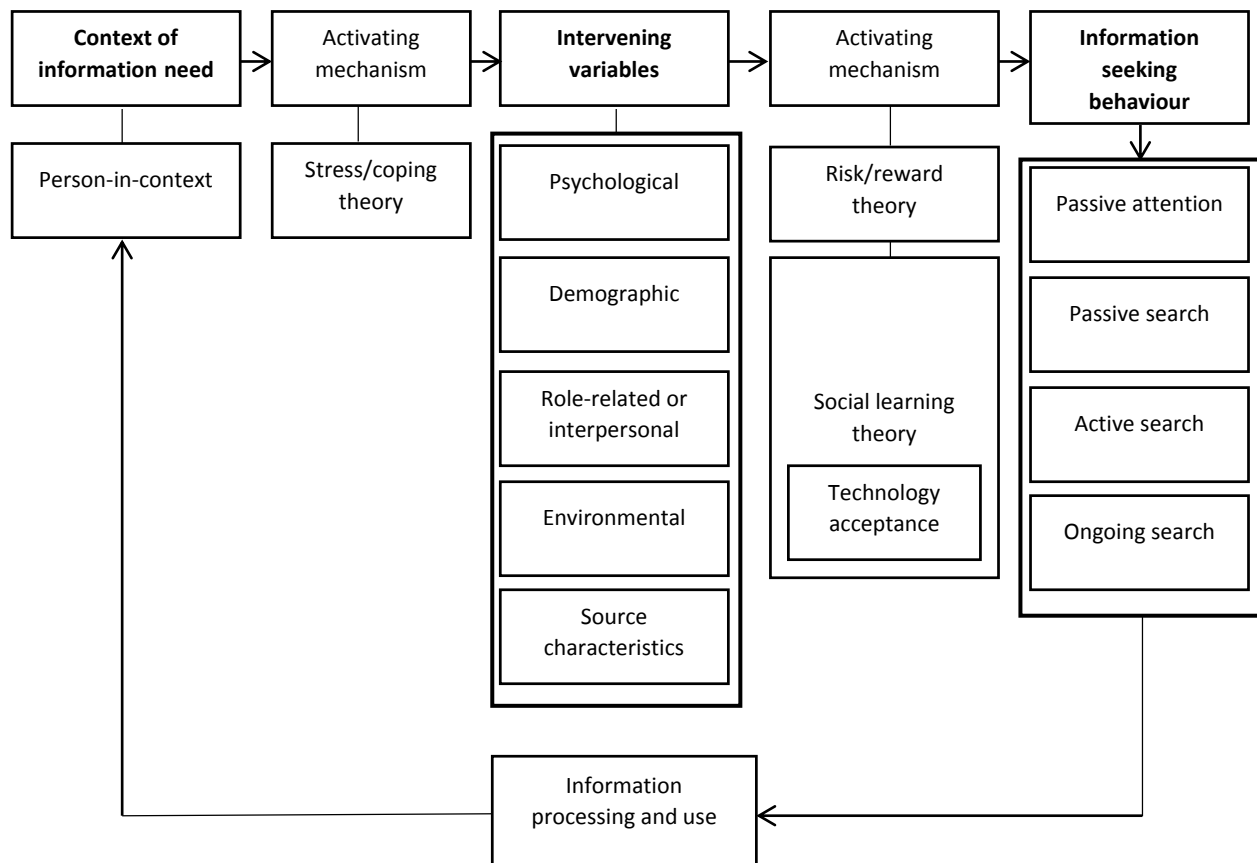 Context of
information need
Activating
mechanism
Intervening
variables
Activating
mechanism
Information
seeking
behaviour
Person-in-context
Stress/coping
theory
Psychological
Demographic
Role-related or
interpersonal
Environmental
Source
characteristics
Risk/reward
theory
Social learning
theory
Technology
acceptance
Passive attention
Passive search
Active search
Ongoing search
Information
processing and use